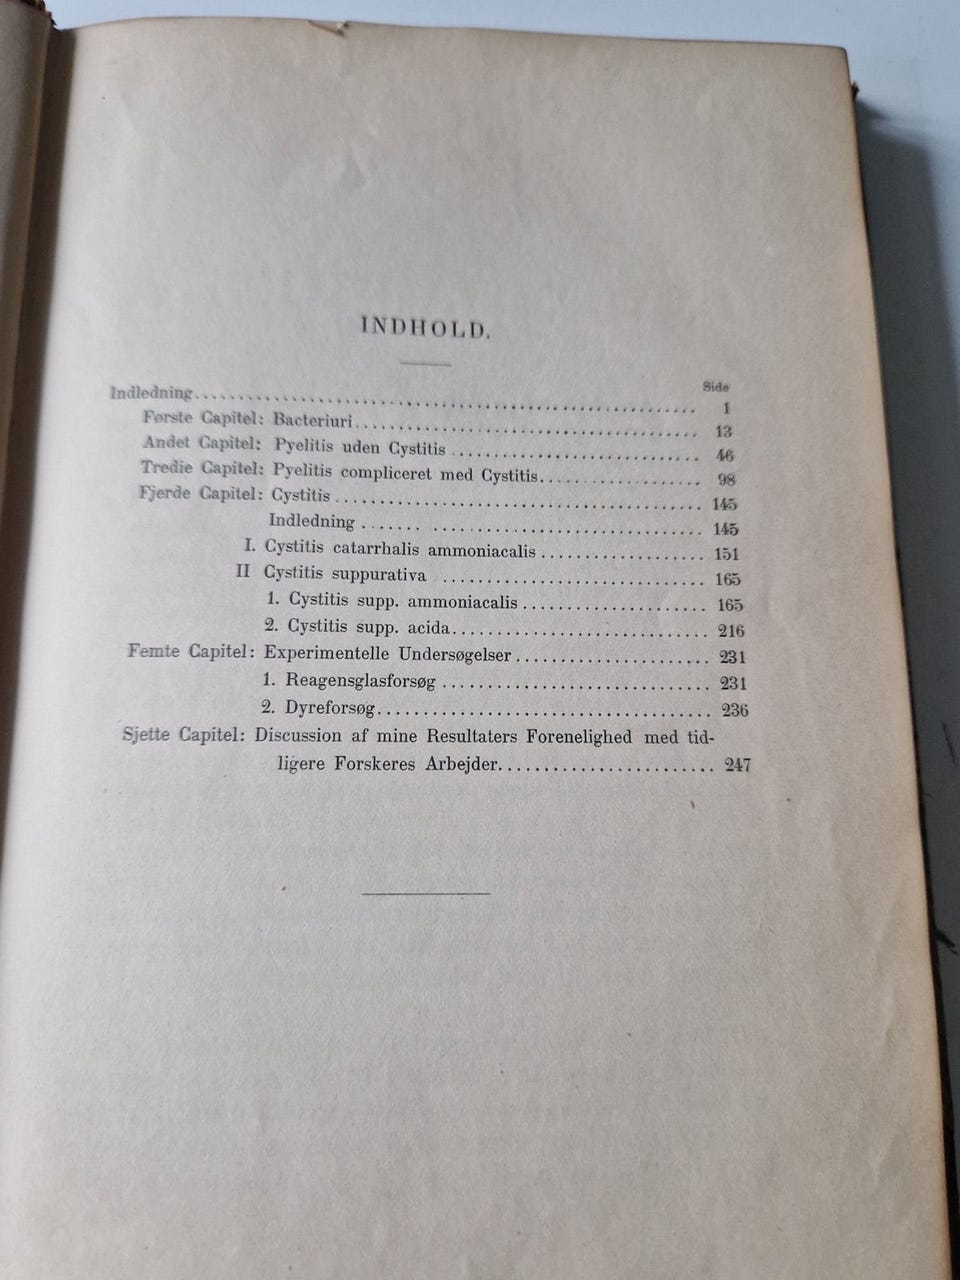 INDHOLD.
Side
Indledning........................................................ 1
Første Capitel: Bacteriuri........................................ 13
Andet Capitel: Pyelitis uden Cystitis ............................ 46
Tredie Capitel: Pyelitis compliceret med Cystitis................. 98
Fjerde Capitel: Cystitis ......................................... 145
Indledning ....... ........................... 145
I. Cystitis catarrhalis ammoniacalis .................. 151
II Cystitis suppurativa ............................ 165
1. Cystitis supp. ammoniacalis .................... 165
2. Cystitis supp. acida............................ 216
Femte Capitel: Experimentelle Undersøgelser ..................... 231
1. Reagensglasforsøg ............................. 231
2. Dyreforsøg..................................... 236
Sjette Capitel: Discussion af mine Resultaters Forenelighed med tid-
ligere Forskeres Arbejder........................ 247